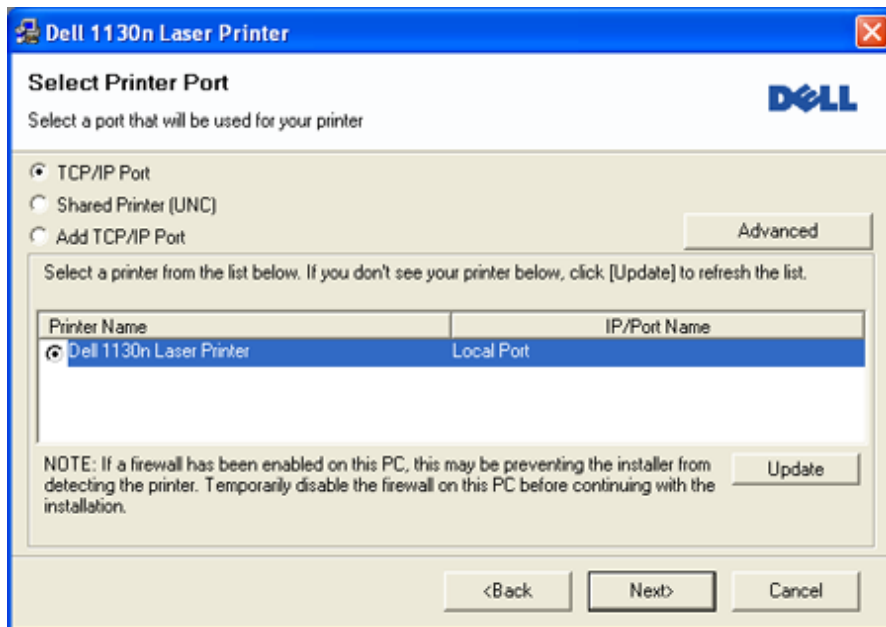 Dell 1130n Laser Printer
Select Printer Port
Select a port that will be used for your printer
DELL
TCP/IP Port
Shared Printer (UNC)
Add TCP/IP Port
Advanced
Select a printer from the list below. If you don't see your printer below, click [Update] to refresh the list.
Printer Name IP/Port Name
Dell 1130n Laser Printer Local Port
NOTE: If a firewall has been enabled on this PC, this may be preventing the installer from
detecting the printer. Temporarily disable the firewall on this PC before continuing with the
installation.
Update
<Back Next> Cancel